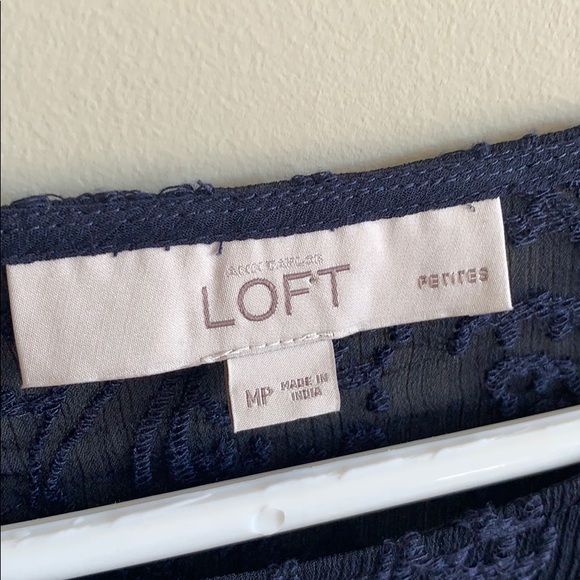 ANN TAYLOR
LOFT
PETITES
MP
MADE IN
INDIA